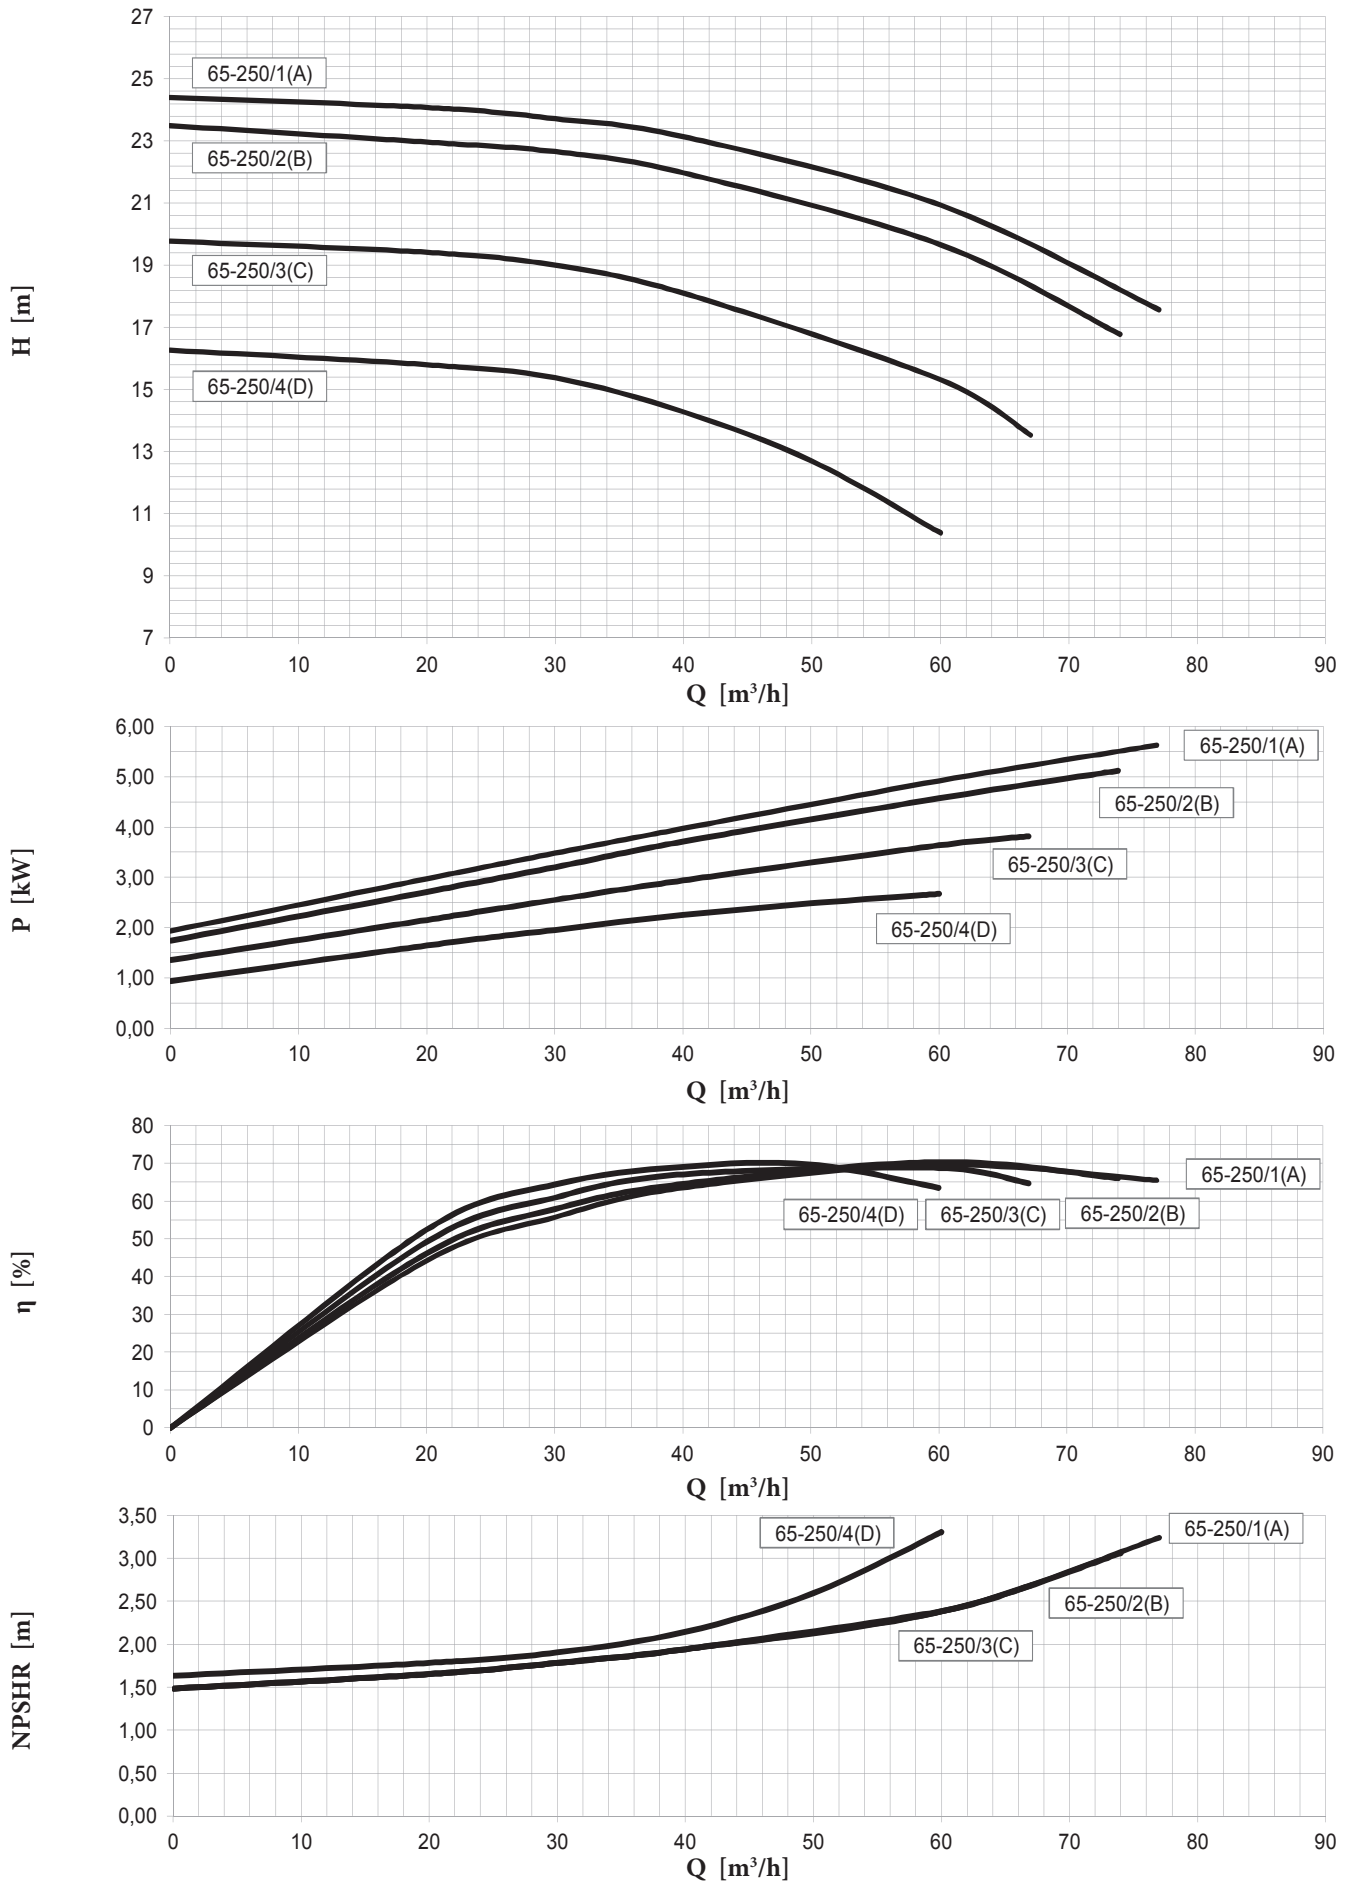 27
65-250/1(A)
25
23
65-250/2(B)
21
19
65-250/3(C)
H [m]
17
65-250/4(D)
15
13
11
9
7
0 10 20 30 40 50 60 70 80 90
Q [m³/h]
6,00
65-250/1(A)
5,00
65-250/2(B)
4,00
65-250/3(C)
P [kW]
3,00
65-250/4(D)
2,00
1,00
0,00
0 10 20 30 40 50 60 70 80 90
Q [m³/h]
80
70
65-250/1(A)
60
65-250/4(D) 65-250/3(C) 65-250/2(B)
50
η [%]
40
30
20
10
0
0 10 20 30 40 50 60 70 80 90
Q [m³/h]
3,50
65-250/4(D) 65-250/1(A)
3,00
2,50
65-250/2(B)
2,00
65-250/3(C)
NPSHR [m]
1,50
1,00
0,50
0,00
0 10 20 30 40 50 60 70 80 90
Q [m³/h]